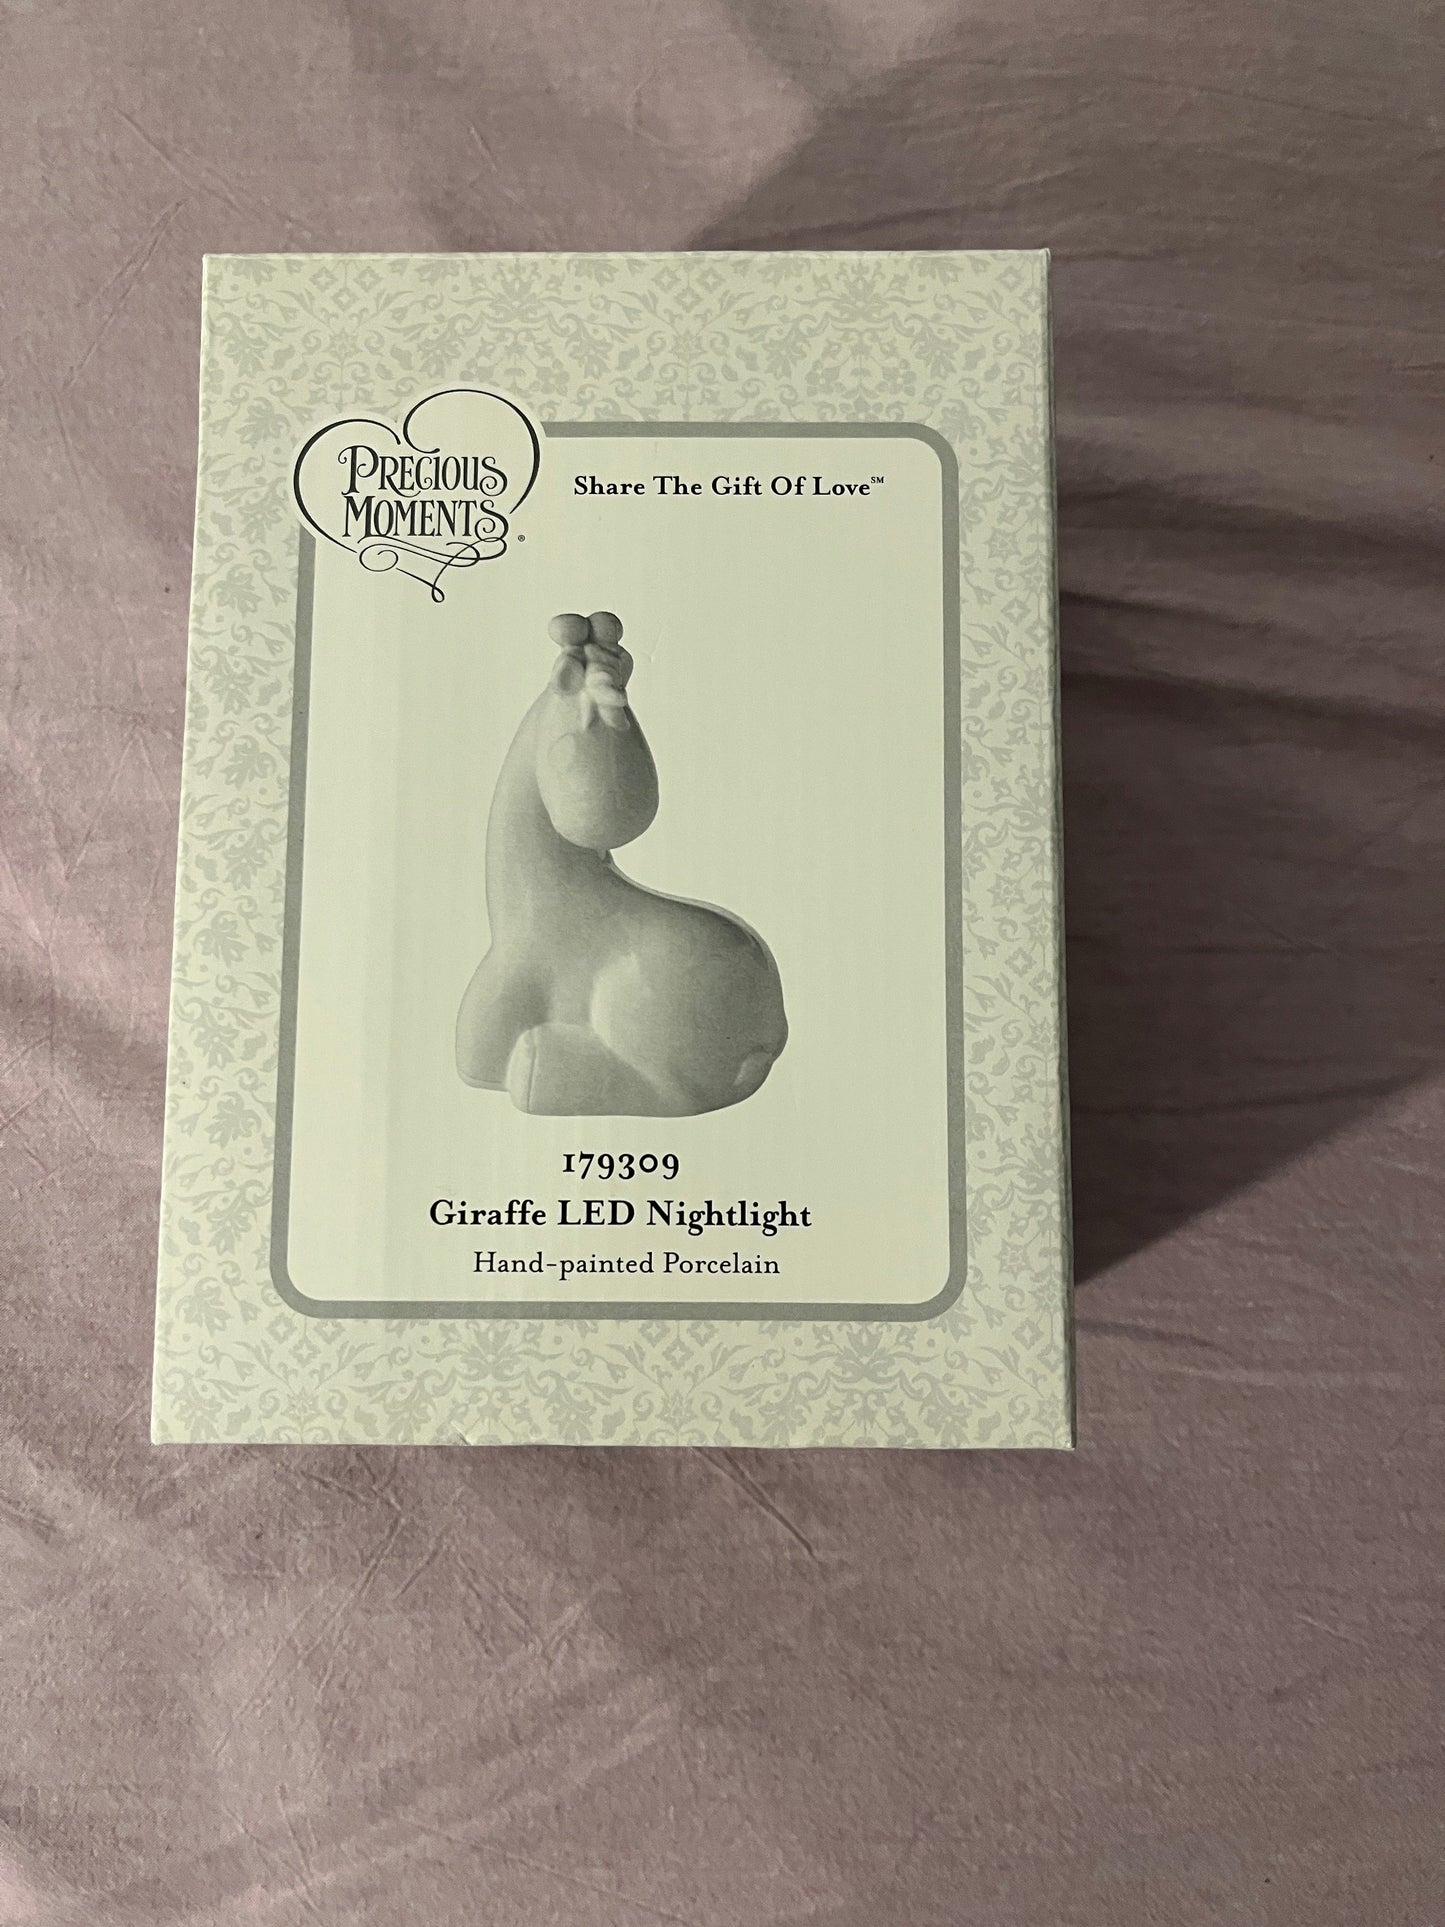 PRECIOUS
MOMENTS®
Share The Gift Of Love℠
179309
Giraffe LED Nightlight
Hand-painted Porcelain